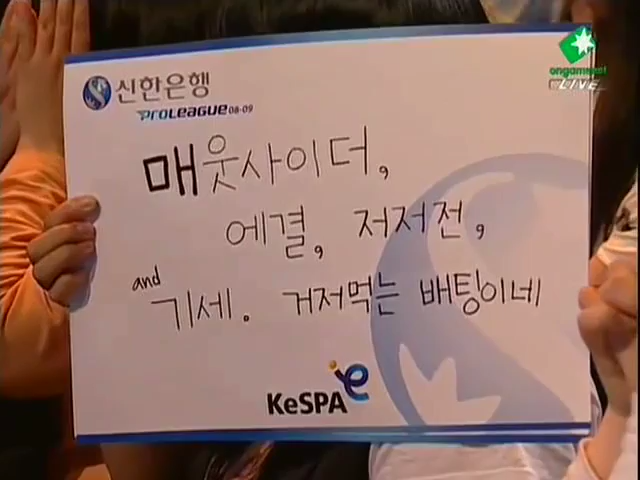 ongamenet
LIVE
신한은행
PROLEAGUE 08-09
매웃사이더,
에결, 저저전,
and
기세. 거저먹는 배팅이네
KeSPA